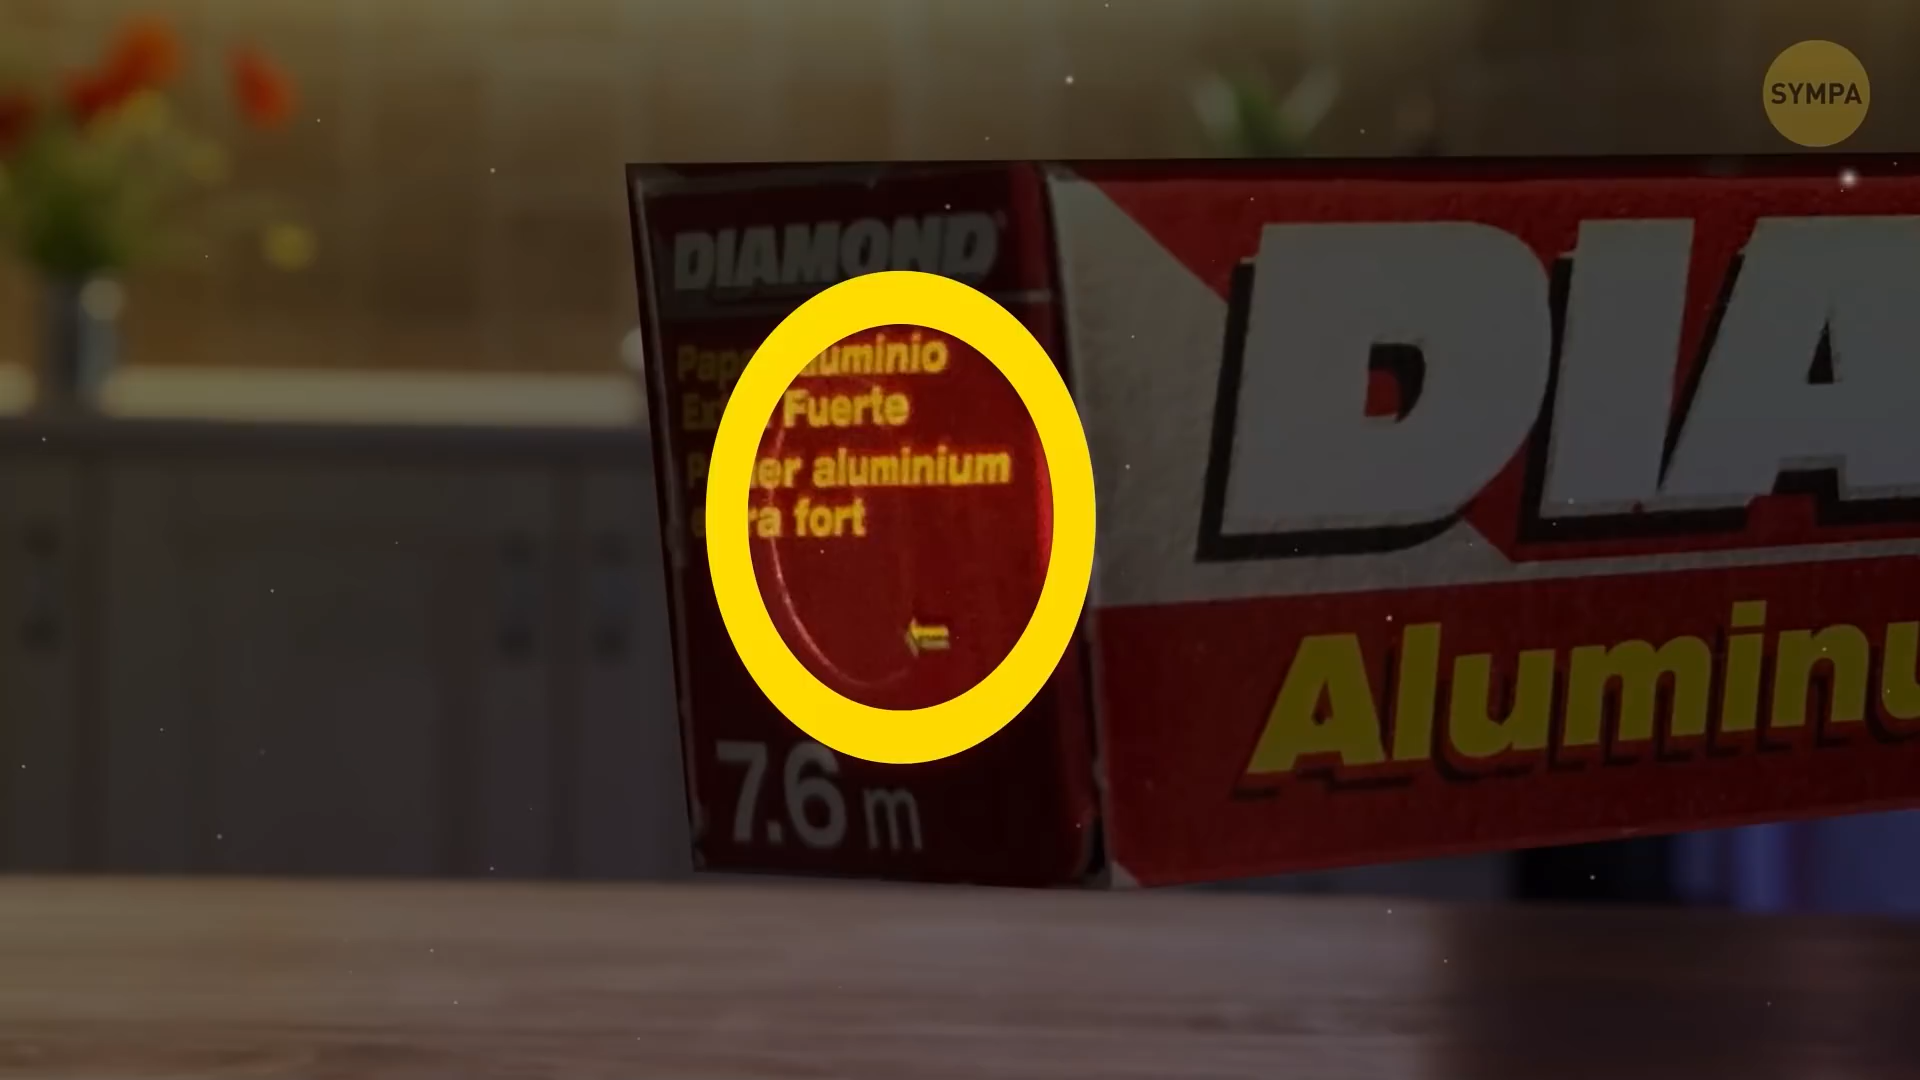 SYMPA
DIAMOND
aluminio
Fuerte
aluminium
fort
7.6 m
DIA
Aluminu